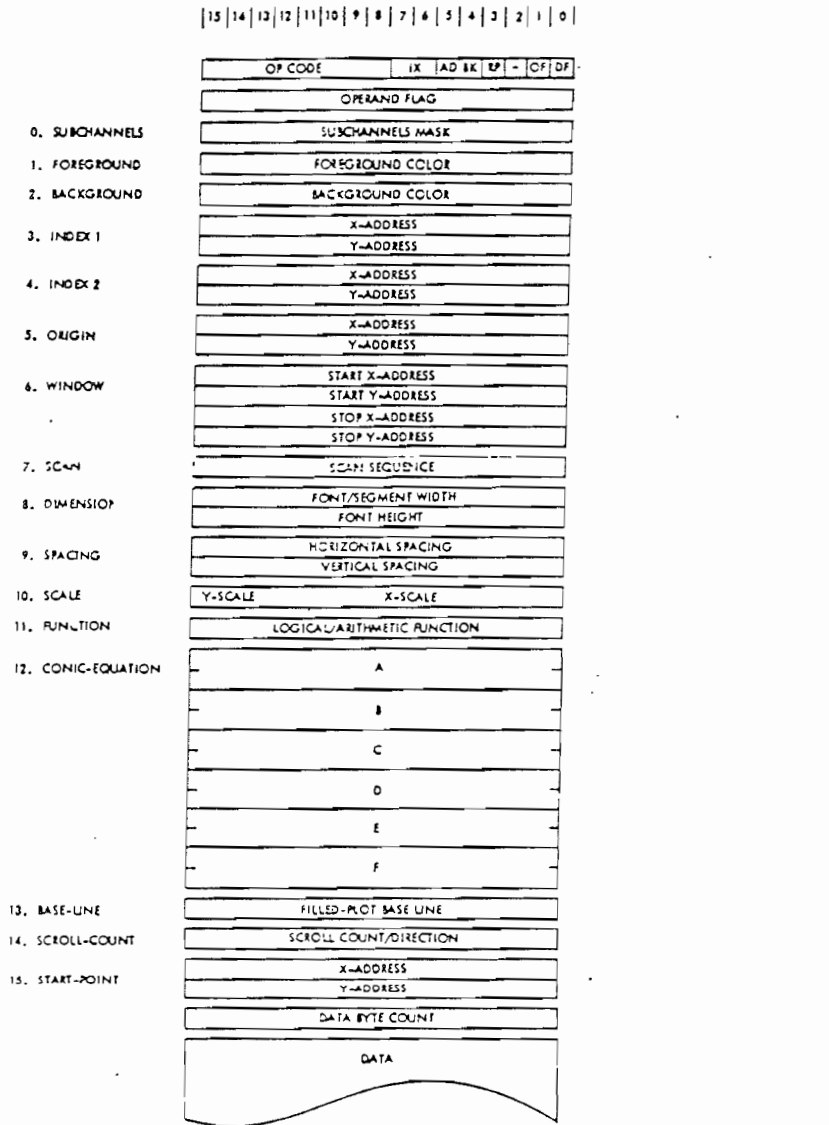 15 14 13 12 11 10 9 8 7 6 5 4 3 2 1 0
OP CODE IX AD BK RP - OF DF
OPERAND FLAG
0. SUBCHANNELS SUBCHANNELS MASK
1. FOREGROUND FOREGROUND COLOR
2. BACKGROUND BACKGROUND COLOR
3. INDEX 1 X-ADDRESS
Y-ADDRESS
4. INDEX 2 X-ADDRESS
Y-ADDRESS
5. ORIGIN X-ADDRESS
Y-ADDRESS
6. WINDOW START X-ADDRESS
START Y-ADDRESS
STOP X-ADDRESS
STOP Y-ADDRESS
7. SCAN SCAN SEQUENCE
8. DIMENSION FONT/SEGMENT WIDTH
FONT HEIGHT
9. SPACING HORIZONTAL SPACING
VERTICAL SPACING
10. SCALE Y-SCALE X-SCALE
11. FUNCTION LOGICAL/ARITHMETIC FUNCTION
12. CONIC-EQUATION A
B
C
D
E
F
13. BASE-LINE FILLED-PLOT BASE LINE
14. SCROLL-COUNT SCROLL COUNT/DIRECTION
15. START-POINT X-ADDRESS
Y-ADDRESS
DATA BYTE COUNT
DATA